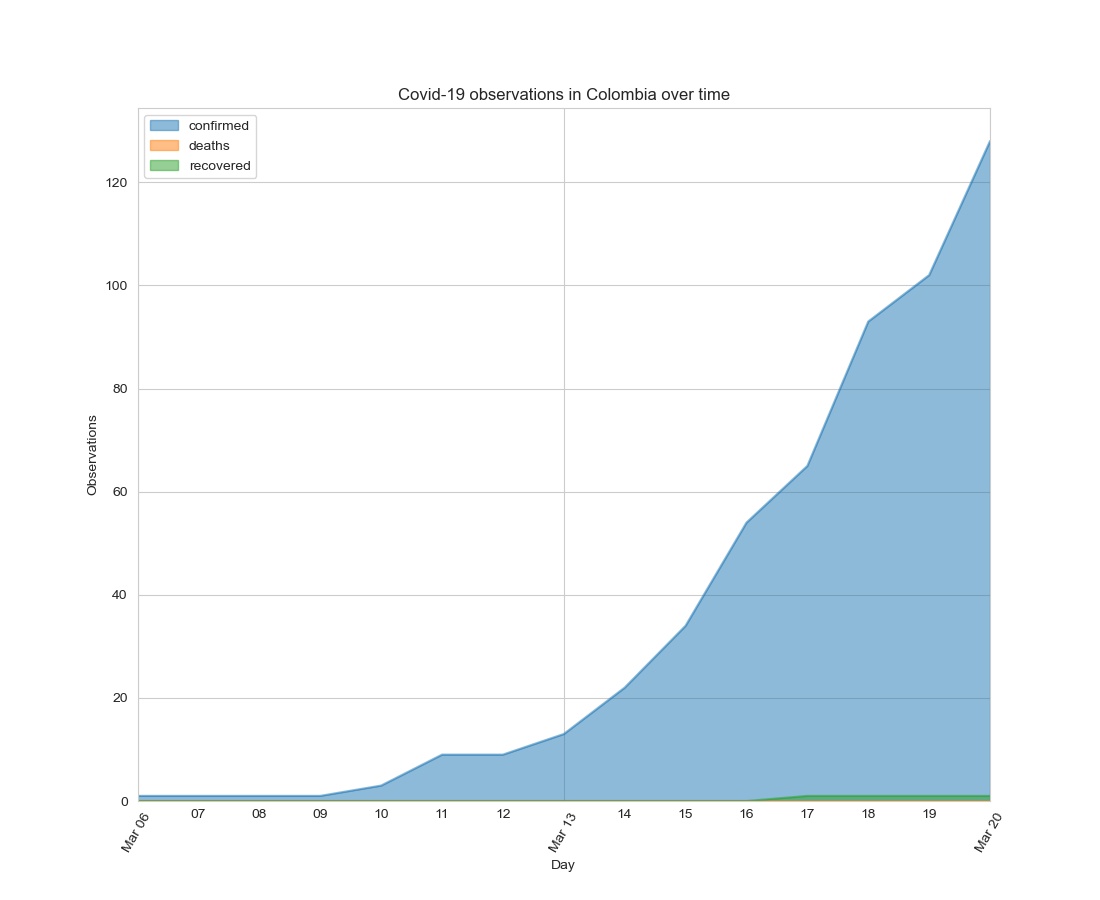 Covid-19 observations in Colombia over time
confirmed
deaths
recovered
120
100
80
60
40
20
0
Observations
Mar 06
07
08
09
10
11
12
Mar 13
14
15
16
17
18
19
Mar 20
Day